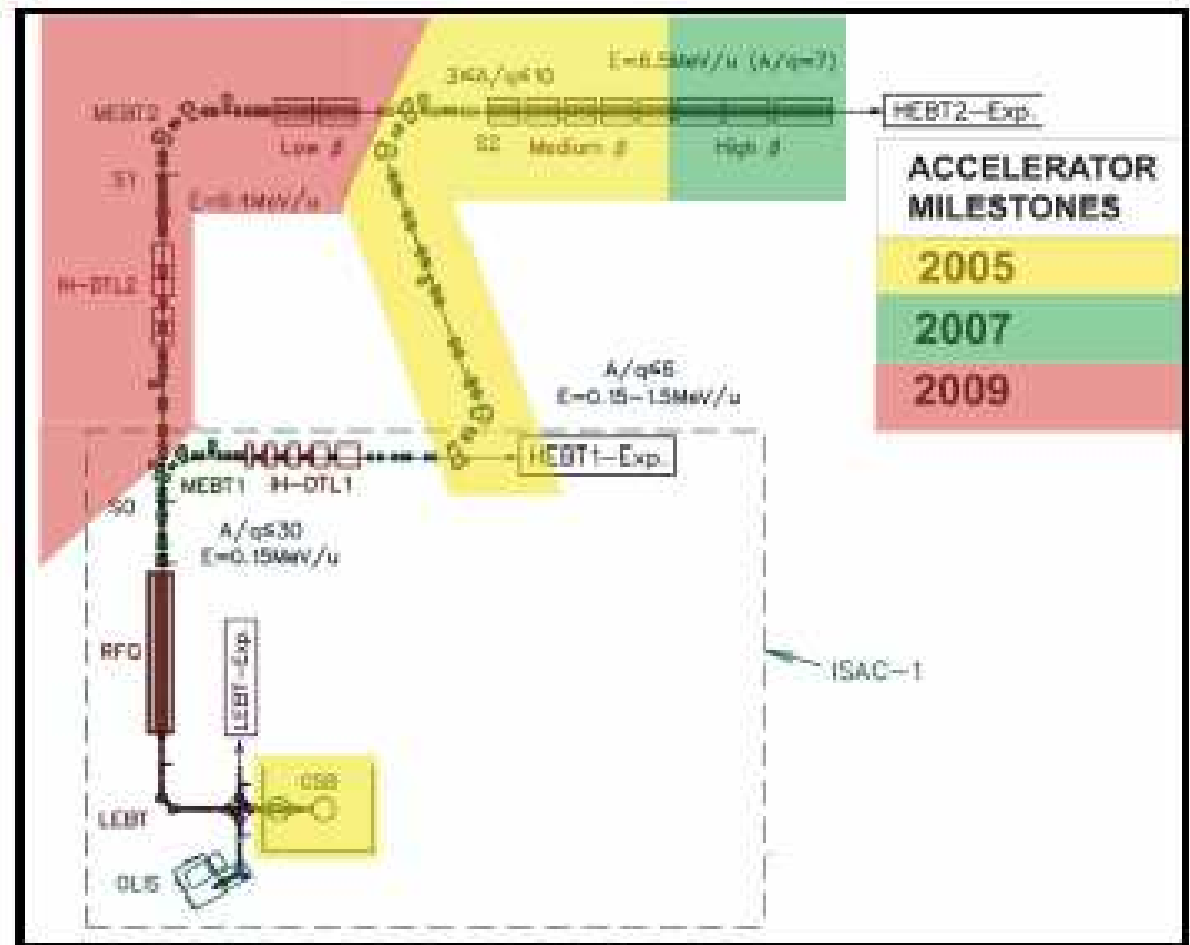 E=6.5MeV/u (A/q=7)
3≤A/q≤10
MEBT2
HEBT2-Exp.
Low β
S2
Medium β
High β
ACCELERATOR
MILESTONES
S1
E=0.4MeV/u
2005
IH-DTL2
2007
A/q≤6
E=0.15-1.5MeV/u
2009
HEBT1-Exp.
MEBT1
IH-DTL1
S0
A/q≤30
E=0.15MeV/u
RFQ
LEBT-Exp.
ISAC-1
CSB
LEBT
OLIS